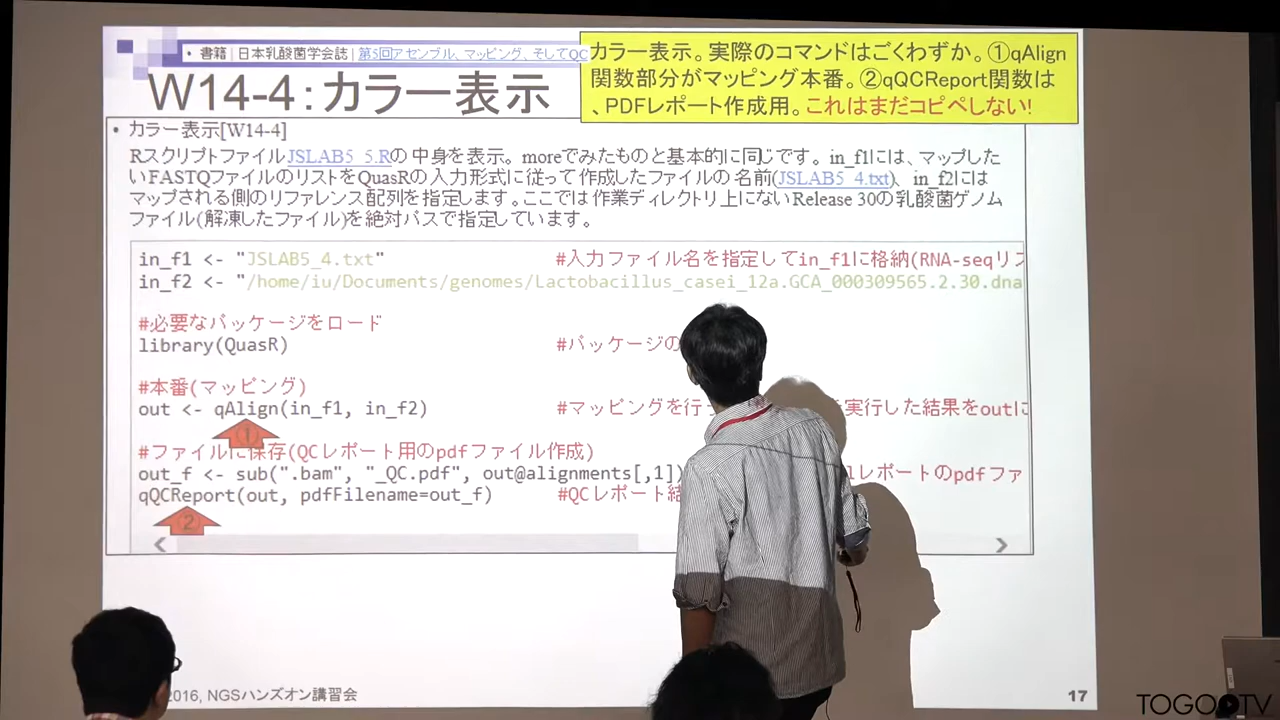 • 書籍 | 日本乳酸菌学会誌 | 第5回アセンブル、マッピング、そしてQC
カラー表示。実際のコマンドはごくわずか。①qAlign
関数部分がマッピング本番。②qQCReport関数は
、PDFレポート作成用。これはまだコピペしない!
W14-4：カラー表示
• カラー表示[W14-4]
Rスクリプトファイル JSLAB5_5.Rの中身を表示。moreでみたものと基本的に同じです。in_f1には、マップした
いFASTQファイルのリストをQuasRの入力形式に従って作成したファイルの名前(JSLAB5_4.txt)、in_f2には
マップされる側のリファレンス配列を指定します。ここでは作業ディレクトリ上にないRelease 30の乳酸菌ゲノム
ファイル(解凍したファイル)を絶対パスで指定しています。
in_f1 <- "JSLAB5_4.txt" #入力ファイル名を指定してin_f1に格納(RNA-seqリス
in_f2 <- "/home/iu/Documents/genomes/Lactobacillus_casei_12a.GCA_000309565.2.30.dna
#必要なパッケージをロード
library(QuasR) #パッケージの
#本番(マッピング)
out <- qAlign(in_f1, in_f2) #マッピングを行っ を実行した結果をoutに
①
#ファイルに保存(QCレポート用のpdfファイル作成)
out_f <- sub(".bam", "_QC.pdf", out@alignments[,1]) レポートのpdfファ
qQCReport(out, pdfFilename=out_f) #QCレポート結
②
2016, NGSハンズオン講習会
17
TOGOTV